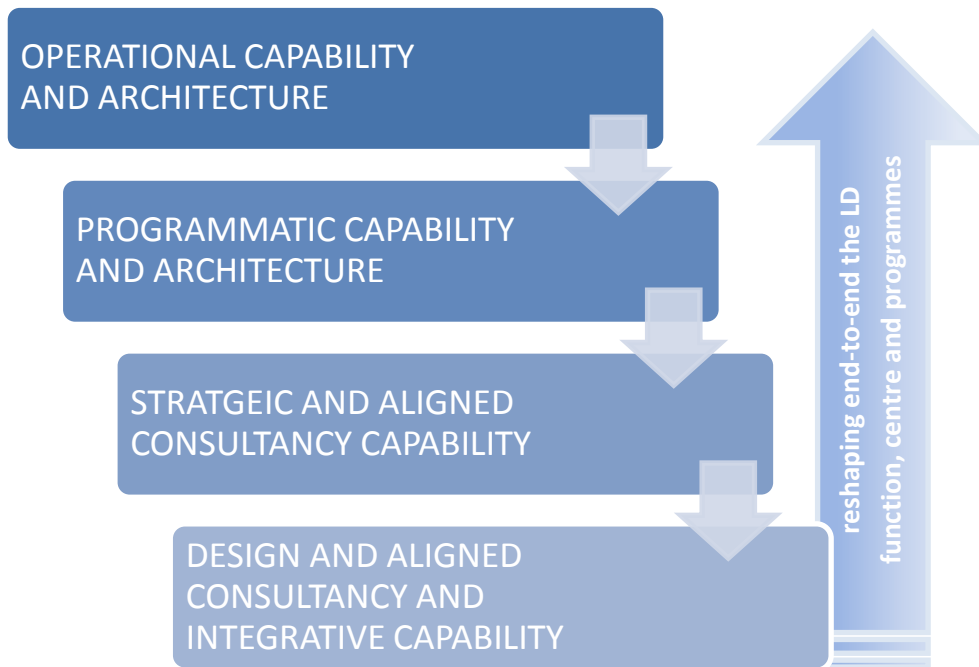 OPERATIONAL CAPABILITY
AND ARCHITECTURE
PROGRAMMATIC CAPABILITY
AND ARCHITECTURE
STRATGEIC AND ALIGNED
CONSULTANCY CAPABILITY
DESIGN AND ALIGNED
CONSULTANCY AND
INTEGRATIVE CAPABILITY
reshaping end-to-end the LD
function, centre and programmes